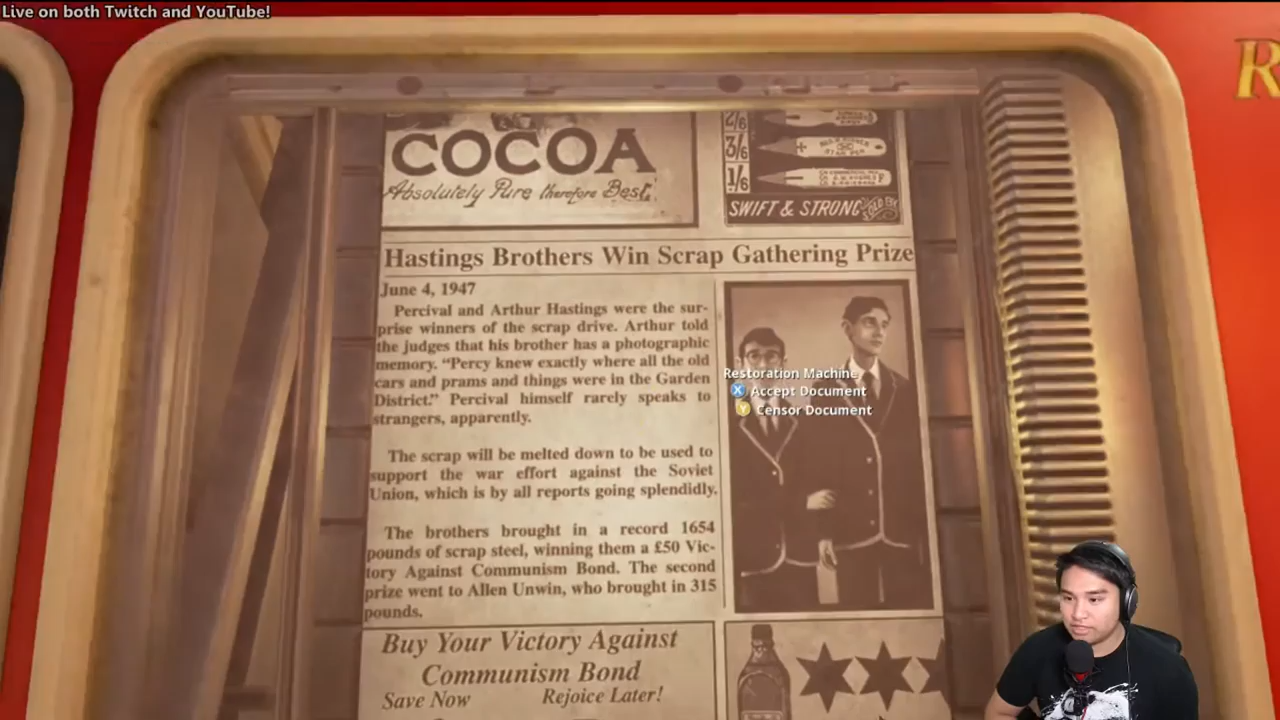 Live on both Twitch and YouTube!
R
COCOA
Absolutely Pure therefore Best.
2/6
3/6
1/6
SWIFT & STRONG
SOLD BY
Hastings Brothers Win Scrap Gathering Prize
June 4, 1947
Percival and Arthur Hastings were the sur-
prise winners of the scrap drive. Arthur told
the judges that his brother has a photographic
memory. “Percy knew exactly where all the old
cars and prams and things were in the Garden
District.” Percival himself rarely speaks to
strangers, apparently.
The scrap will be melted down to be used to
support the war effort against the Soviet
Union, which is by all reports going splendidly.
The brothers brought in a record 1654
pounds of scrap steel, winning them a £50 Vic-
tory Against Communism Bond. The second
prize went to Allen Unwin, who brought in 315
pounds.
Restoration Machine
X Accept Document
Y Censor Document
Buy Your Victory Against
Communism Bond
Save Now Rejoice Later!